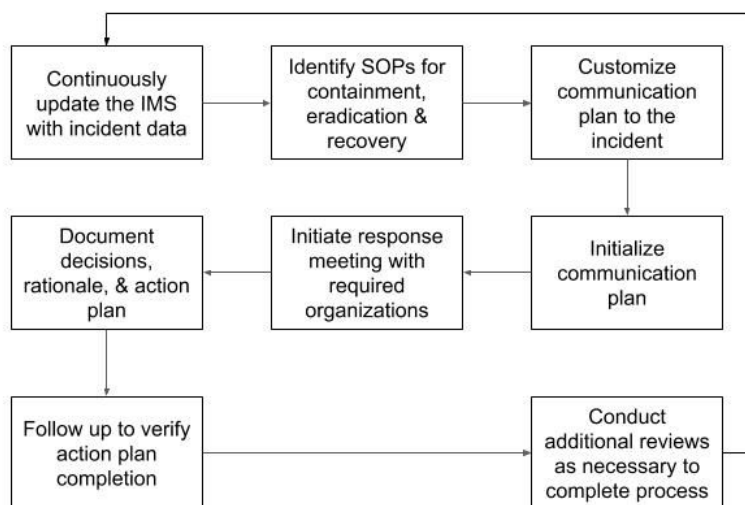 Continuously
update the IMS
with incident data
Identify SOPs for
containment,
eradication &
recovery
Customize
communication
plan to the
incident
Initialize
communication
plan
Initiate response
meeting with
required
organizations
Document
decisions,
rationale, & action
plan
Follow up to verify
action plan
completion
Conduct
additional reviews
as necessary to
complete process